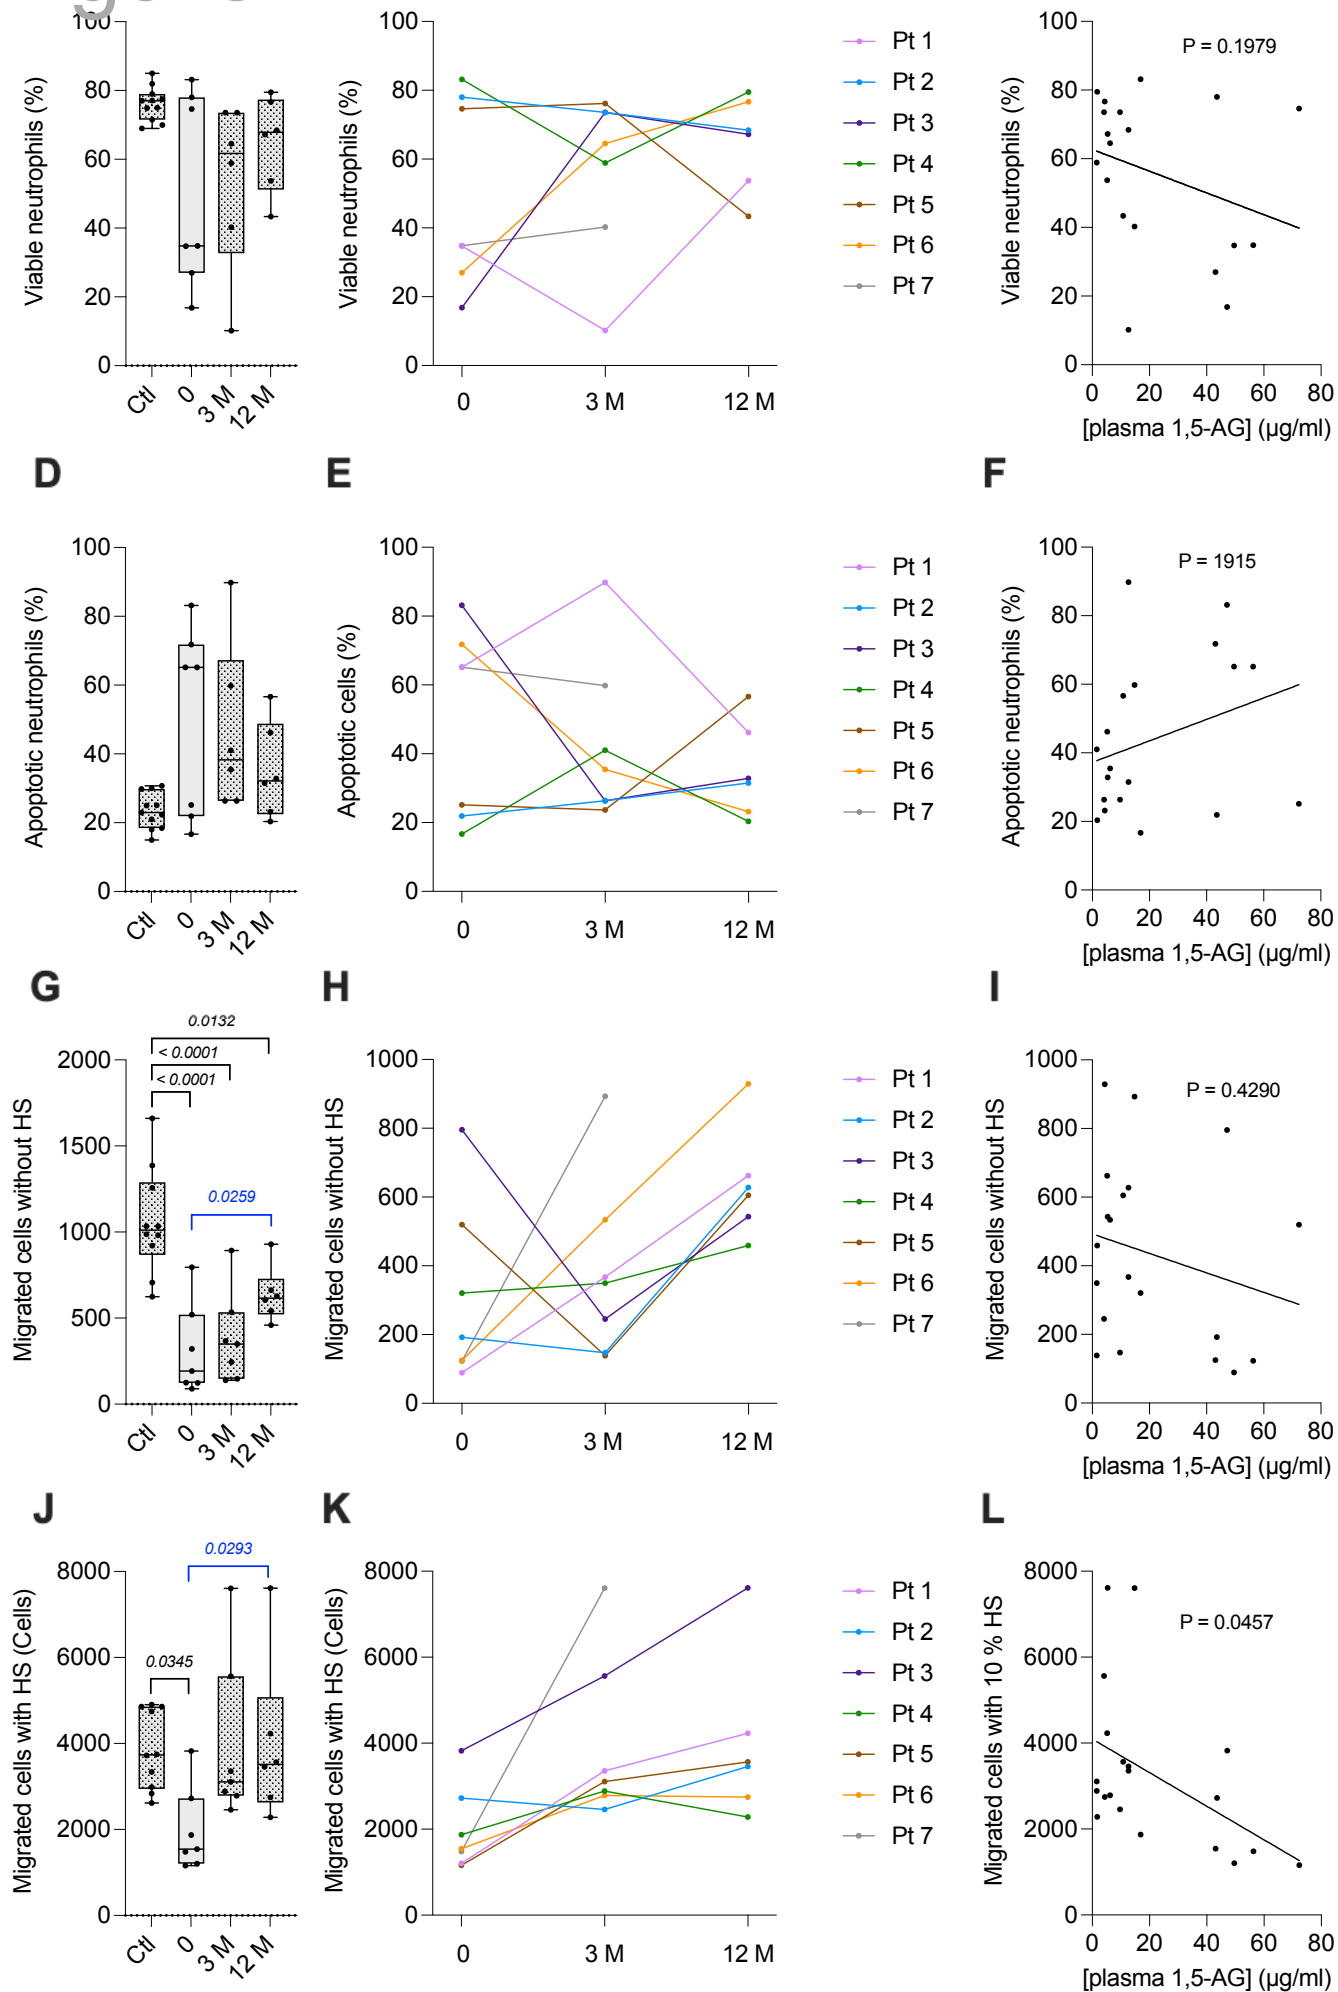 100
80
60
40
20
0
Viable neutrophils (%)
Ctl
0
3 M
12 M
100
80
60
40
20
0
Viable neutrophils (%)
0
3 M
12 M
Pt 1
Pt 2
Pt 3
Pt 4
Pt 5
Pt 6
Pt 7
100
80
60
40
20
0
Viable neutrophils (%)
P = 0.1979
0 20 40 60 80
[plasma 1,5-AG] (µg/ml)
D
100
80
60
40
20
0
Apoptotic neutrophils (%)
Ctl
0
3 M
12 M
E
100
80
60
40
20
0
Apoptotic cells (%)
0
3 M
12 M
Pt 1
Pt 2
Pt 3
Pt 4
Pt 5
Pt 6
Pt 7
F
100
80
60
40
20
0
Apoptotic neutrophils (%)
P = 1915
0 20 40 60 80
[plasma 1,5-AG] (µg/ml)
G
0.0132
< 0.0001
< 0.0001
0.0259
2000
1500
1000
500
0
Migrated cells without HS
Ctl
0
3 M
12 M
H
1000
800
600
400
200
0
Migrated cells without HS
0
3 M
12 M
Pt 1
Pt 2
Pt 3
Pt 4
Pt 5
Pt 6
Pt 7
I
1000
800
600
400
200
0
Migrated cells without HS
P = 0.4290
0 20 40 60 80
[plasma 1,5-AG] (µg/ml)
J
0.0293
0.0345
8000
6000
4000
2000
0
Migrated cells with HS (Cells)
Ctl
0
3 M
12 M
K
8000
6000
4000
2000
0
Migrated cells with HS (Cells)
0
3 M
12 M
Pt 1
Pt 2
Pt 3
Pt 4
Pt 5
Pt 6
Pt 7
L
8000
6000
4000
2000
0
Migrated cells with 10 % HS
P = 0.0457
0 20 40 60 80
[plasma 1,5-AG] (µg/ml)